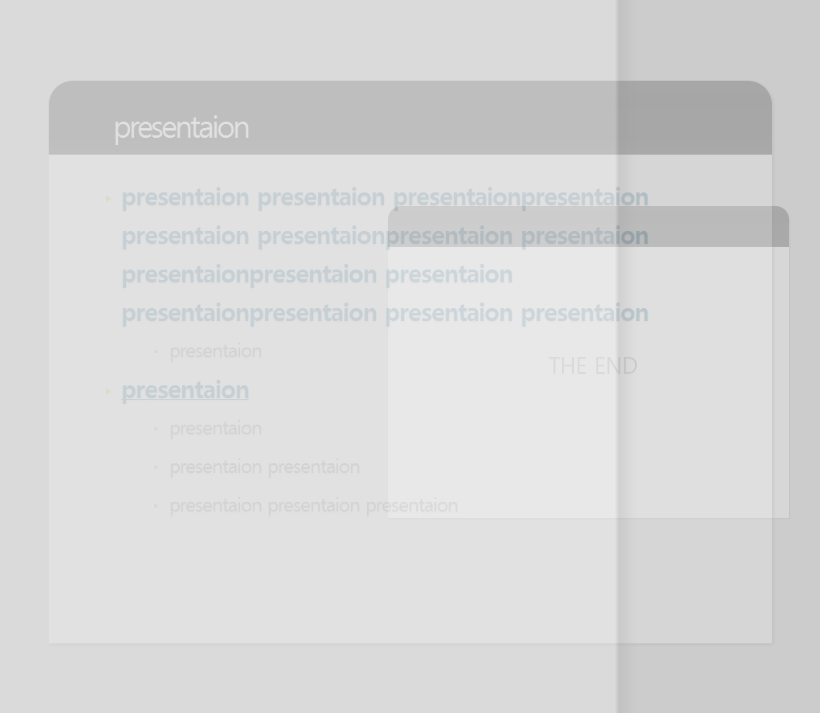 presentaion
presentaion presentaion presentaionpresentaion
presentaion presentaionpresentaion presentaion
presentaionpresentaion presentaion
presentaionpresentaion presentaion presentaion
presentaion
THE END
presentaion
presentaion
presentaion presentaion
presentaion presentaion presentaion